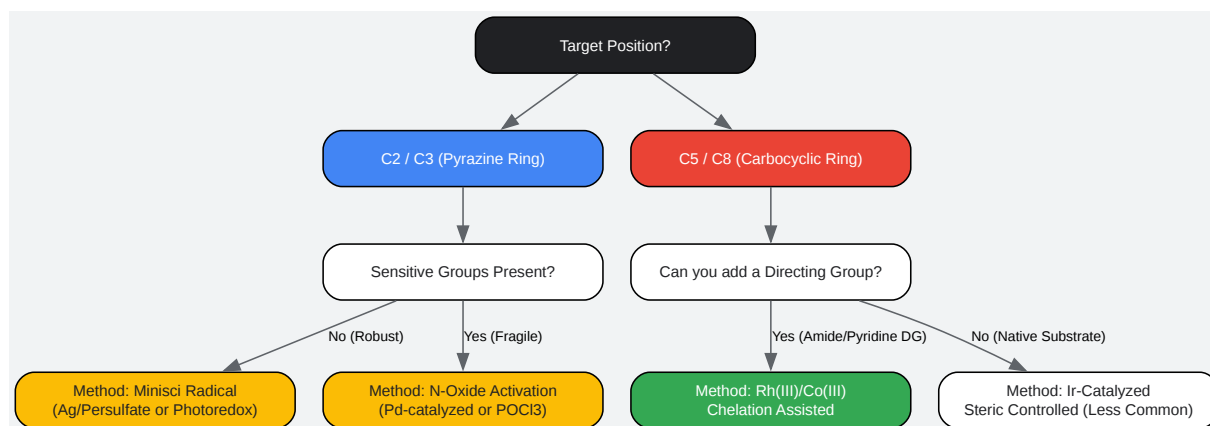 Target Position?
C2 / C3 (Pyrazine Ring)
C5 / C8 (Carbocyclic Ring)
Sensitive Groups Present?
Can you add a Directing Group?
No (Robust)
Yes (Fragile)
Yes (Amide/Pyridine DG)
No (Native Substrate)
Method: Minisci Radical
(Ag/Persulfate or Photoredox)
Method: N-Oxide Activation
(Pd-catalyzed or POCl3)
Method: Rh(III)/Co(III)
Chelation Assisted
Method: Ir-Catalyzed
Steric Controlled (Less Common)